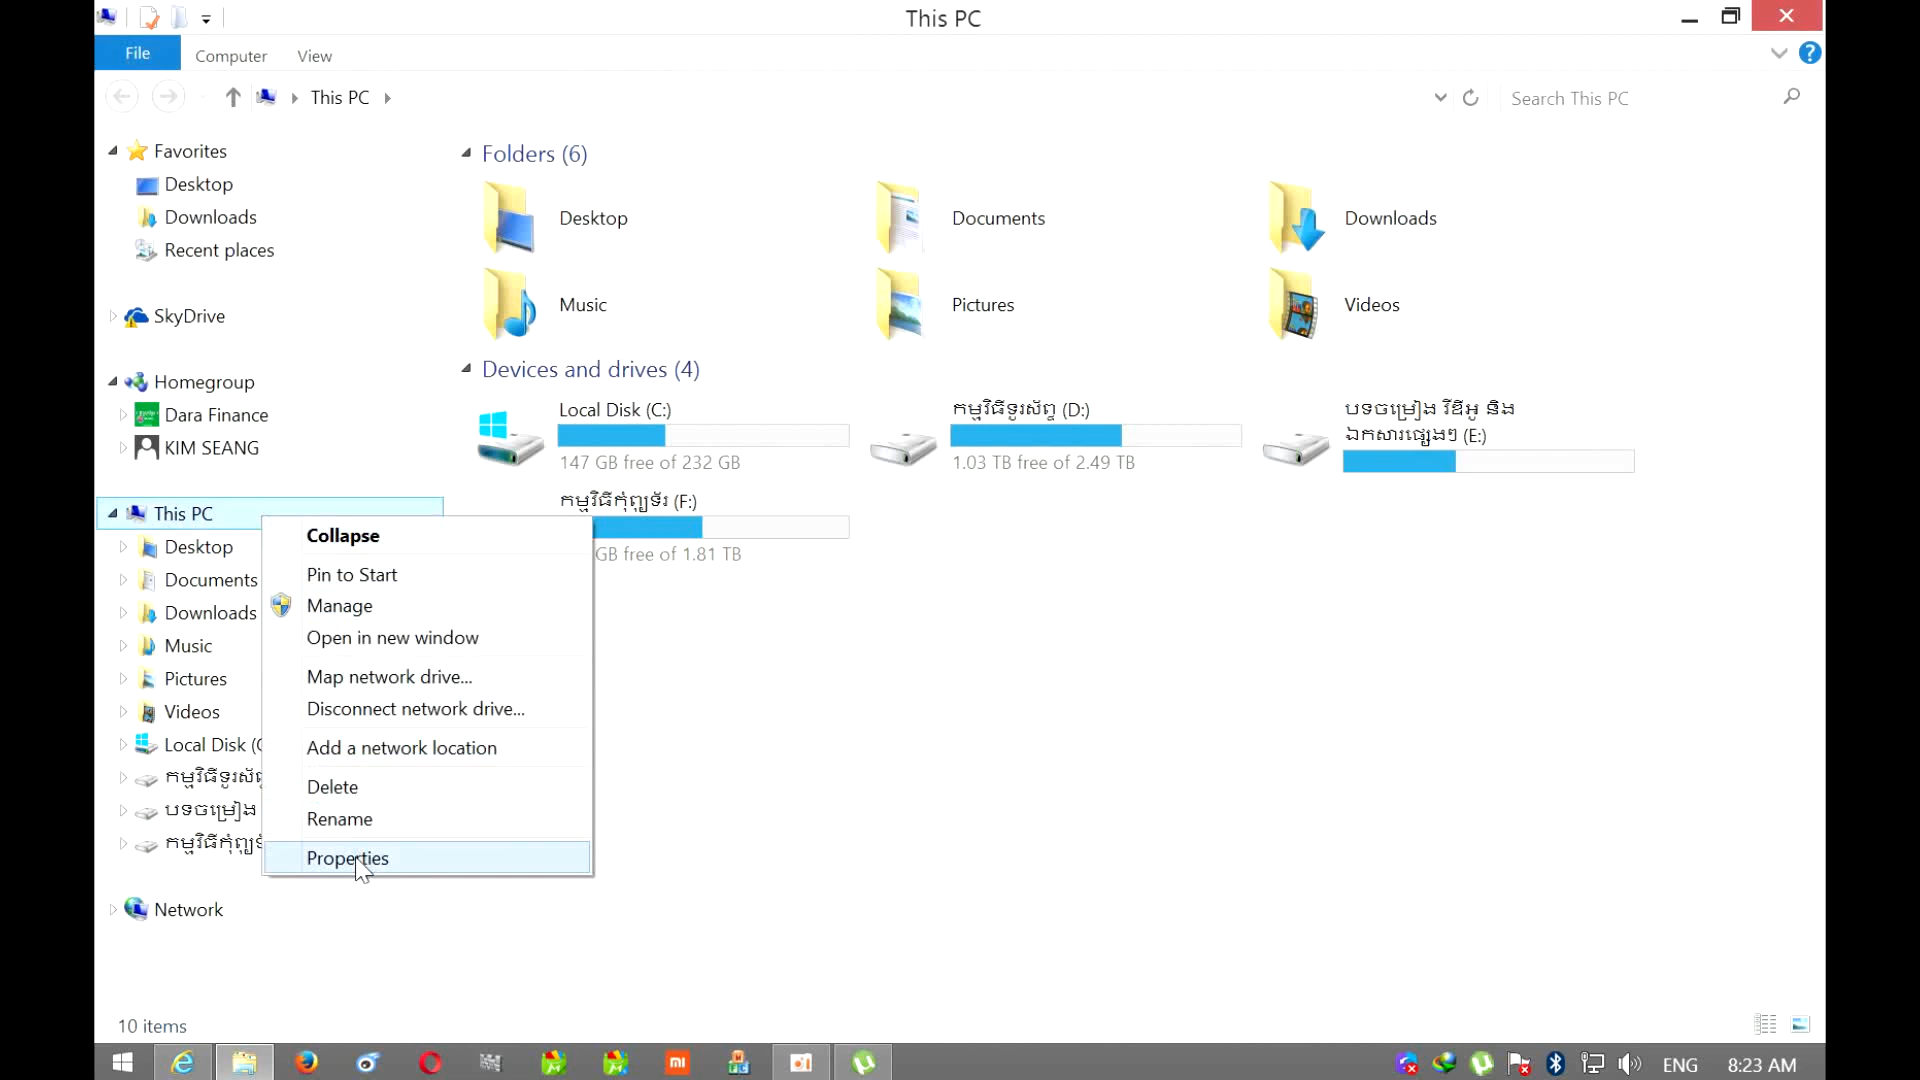 This PC
File
Computer
View
This PC
Search This PC
Favorites
Desktop
Downloads
Recent places
SkyDrive
Homegroup
Dara Finance
KIM SEANG
This PC
Desktop
Documents
Downloads
Music
Pictures
Videos
Local Disk (C
កម្មវិធីទូរស័ព្ទ
បទចម្រៀង
កម្មវិធីកុំព្យូទ័រ
Network
Folders (6)
Desktop
Documents
Downloads
Music
Pictures
Videos
Devices and drives (4)
Local Disk (C:)
147 GB free of 232 GB
កម្មវិធីទូរស័ព្ទ (D:)
1.03 TB free of 2.49 TB
បទចម្រៀង វីឌីអូ និង
ឯកសារផ្សេងៗ (E:)
កម្មវិធីកុំព្យូទ័រ (F:)
GB free of 1.81 TB
Collapse
Pin to Start
Manage
Open in new window
Map network drive...
Disconnect network drive...
Add a network location
Delete
Rename
Properties
10 items
mi
ENG
8:23 AM